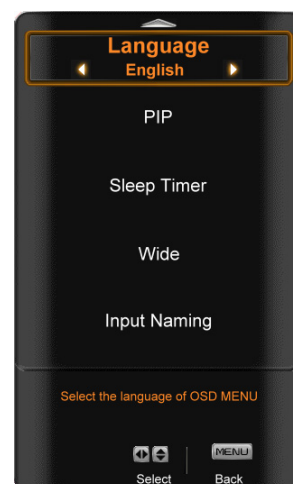 Language
English
PIP
Sleep Timer
Wide
Input Naming
Select the language of OSD MENU
MENU
Select Back